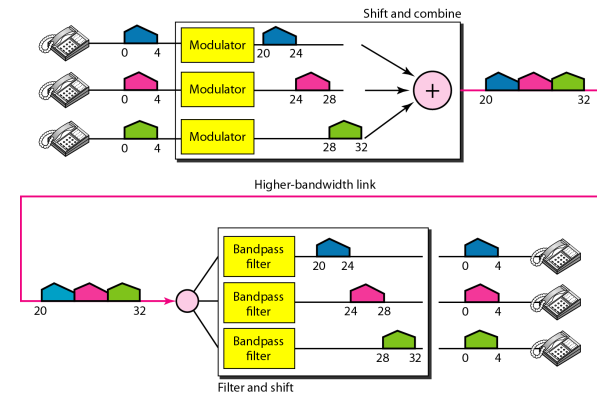 Shift and combine
0 4 Modulator 20 24
0 4 Modulator 24 28 + 20 32
0 4 Modulator 28 32
Higher-bandwidth link
Bandpass
filter
20 24 0 4
20 32
Bandpass
filter
24 28 0 4
Bandpass
filter
28 32 0 4
Filter and shift